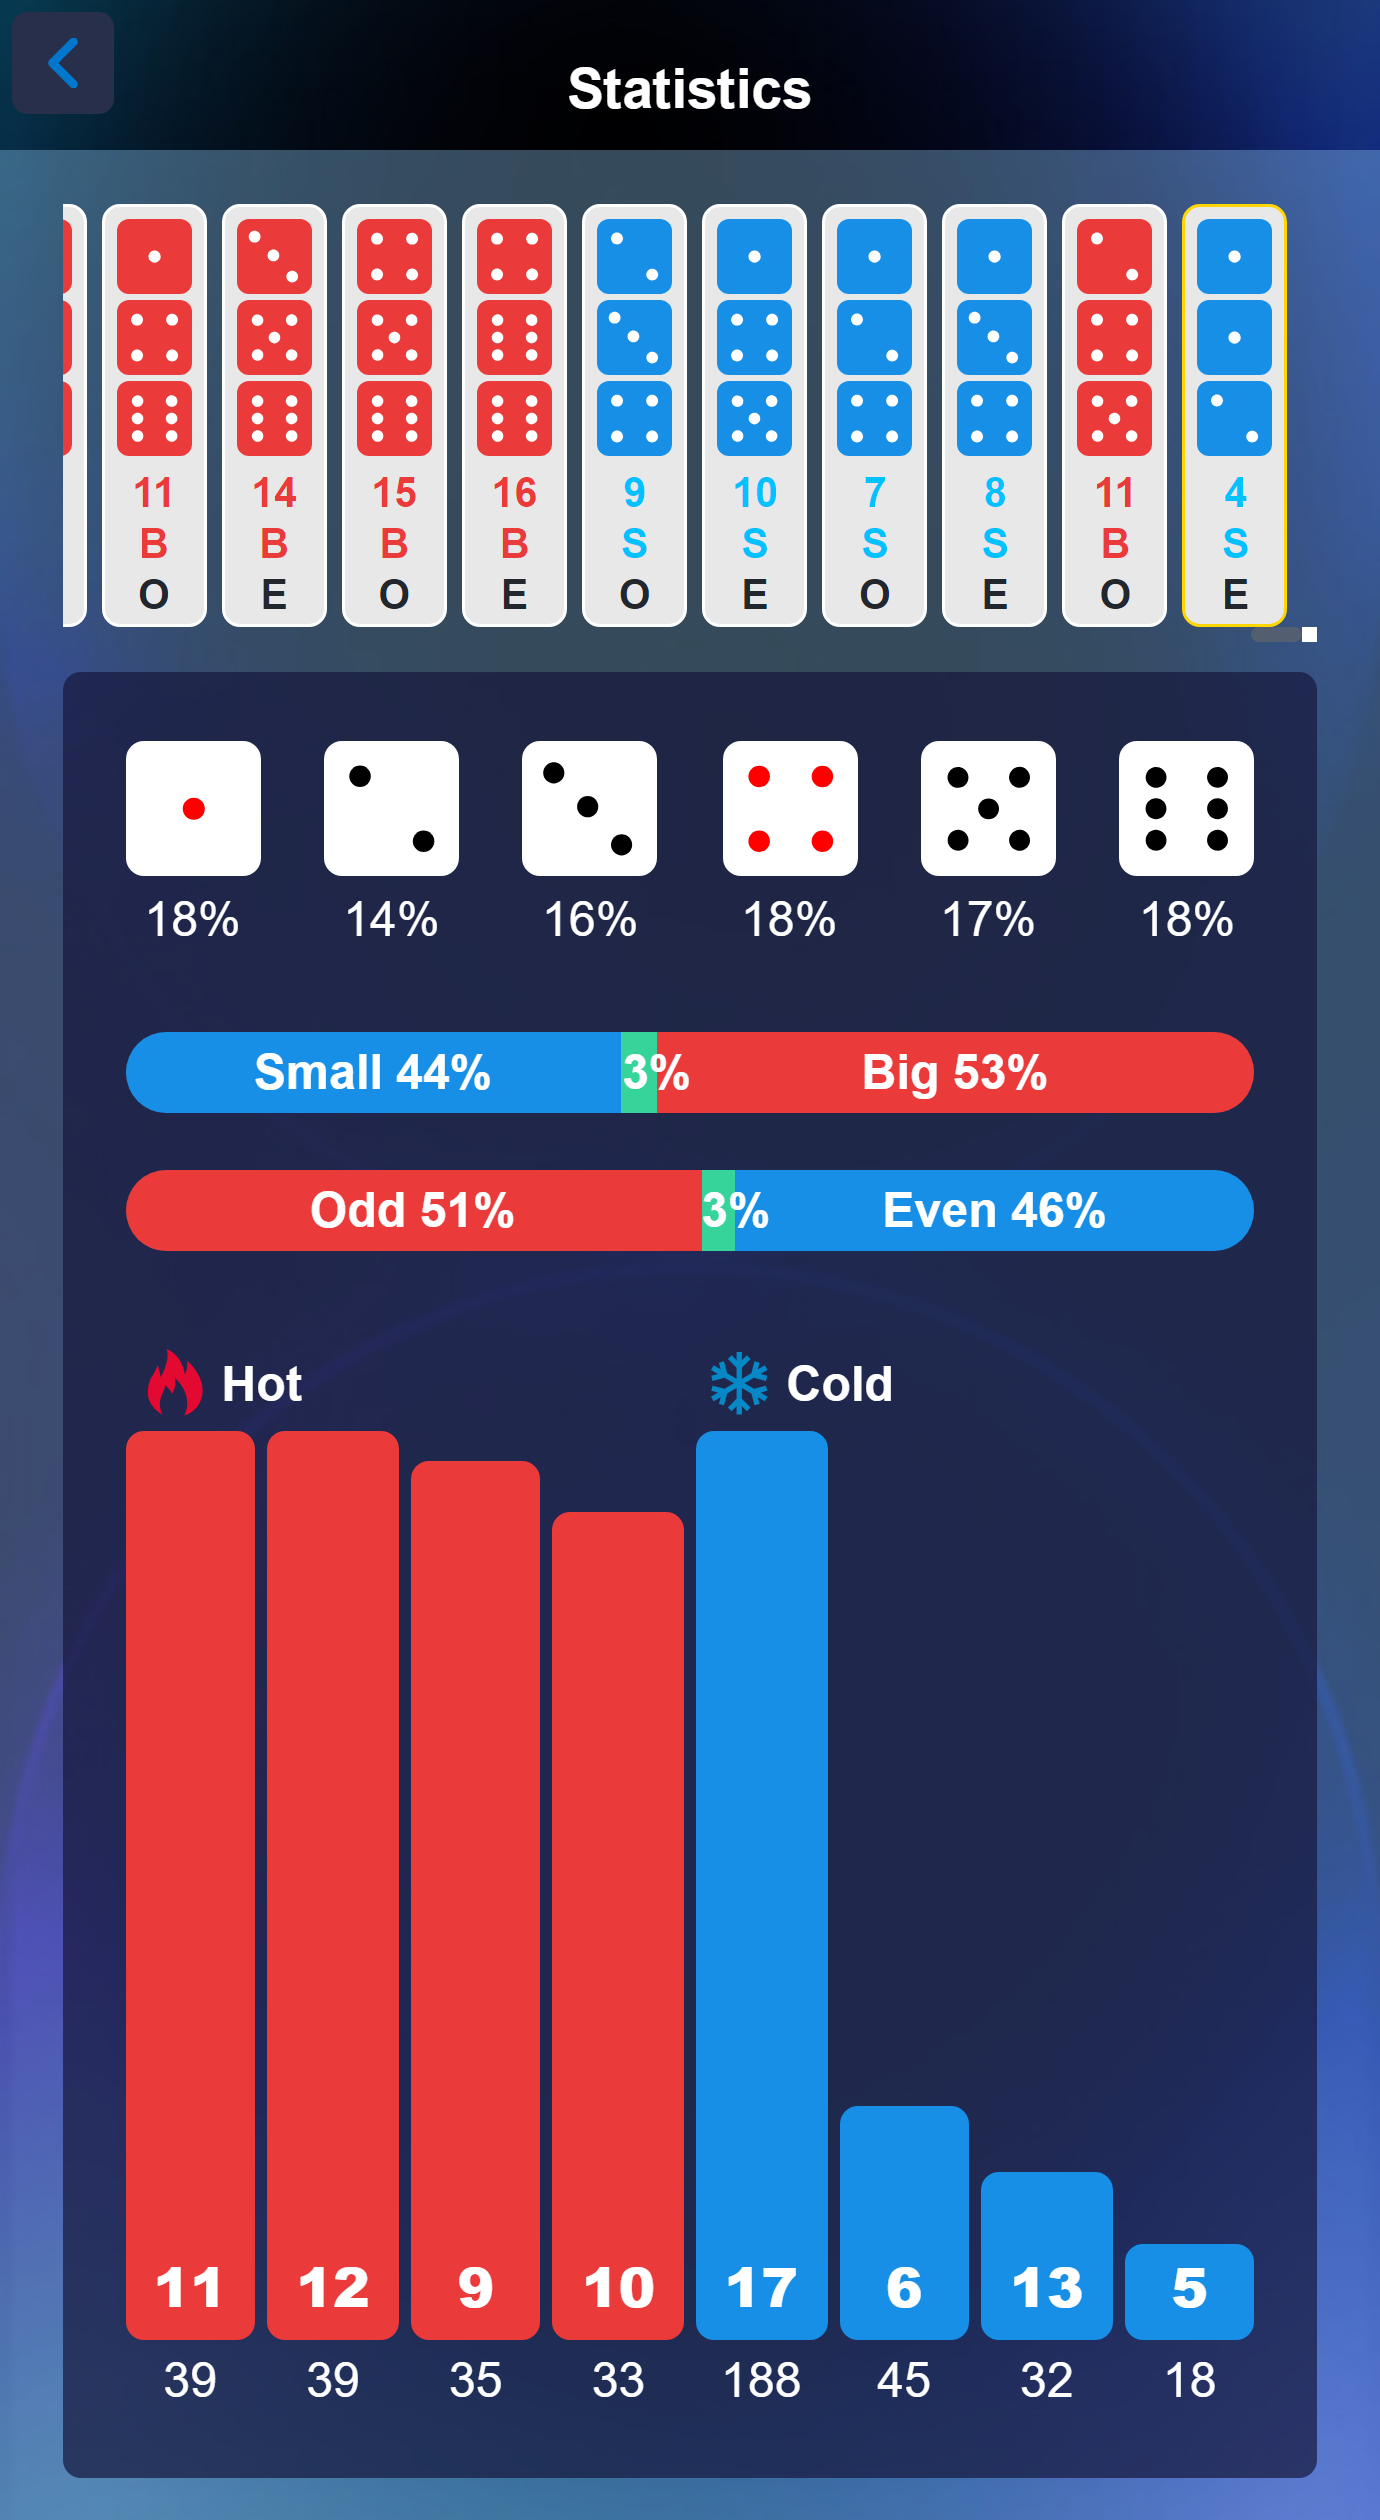 Statistics
11 14 15 16 9 10 7 8 11 4
B B B B S S S S B S
O E O E O E O E O E
18% 14% 16% 18% 17% 18%
Small 44% 3% Big 53%
Odd 51% 3% Even 46%
Hot Cold
11 12 9 10 17 6 13 5
39 39 35 33 188 45 32 18